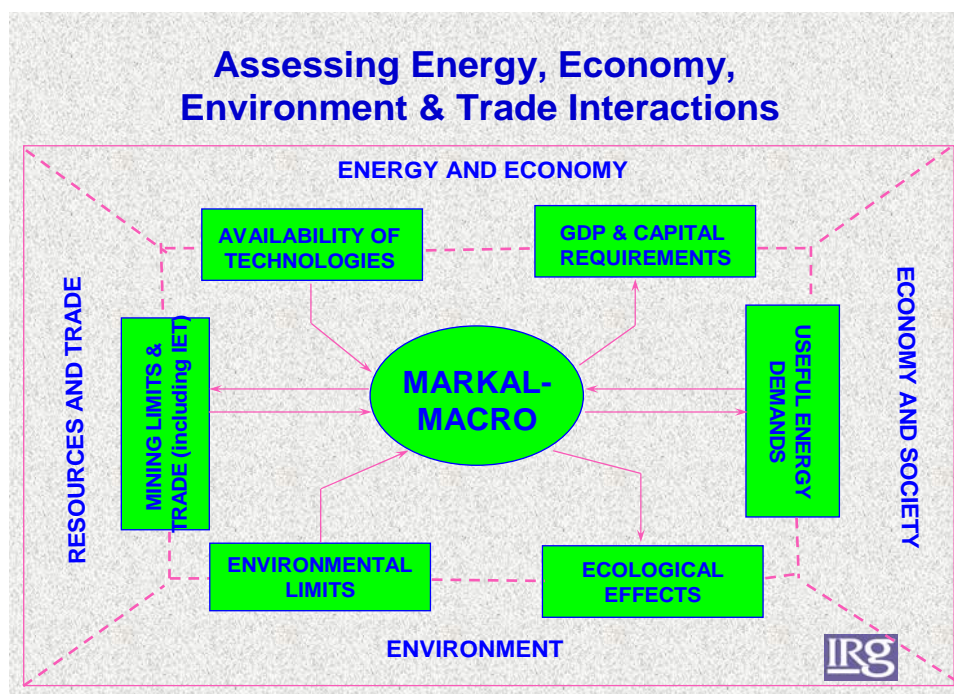 Assessing Energy, Economy,
Environment & Trade Interactions
ENERGY AND ECONOMY
AVAILABILITY OF
TECHNOLOGIES
GDP & CAPITAL
REQUIREMENTS
RESOURCES AND TRADE
MINING LIMITS &
TRADE (including IET)
MARKAL-
MACRO
USEFUL ENERGY
DEMANDS
ECONOMY AND SOCIETY
ENVIRONMENTAL
LIMITS
ECOLOGICAL
EFFECTS
ENVIRONMENT
IRg